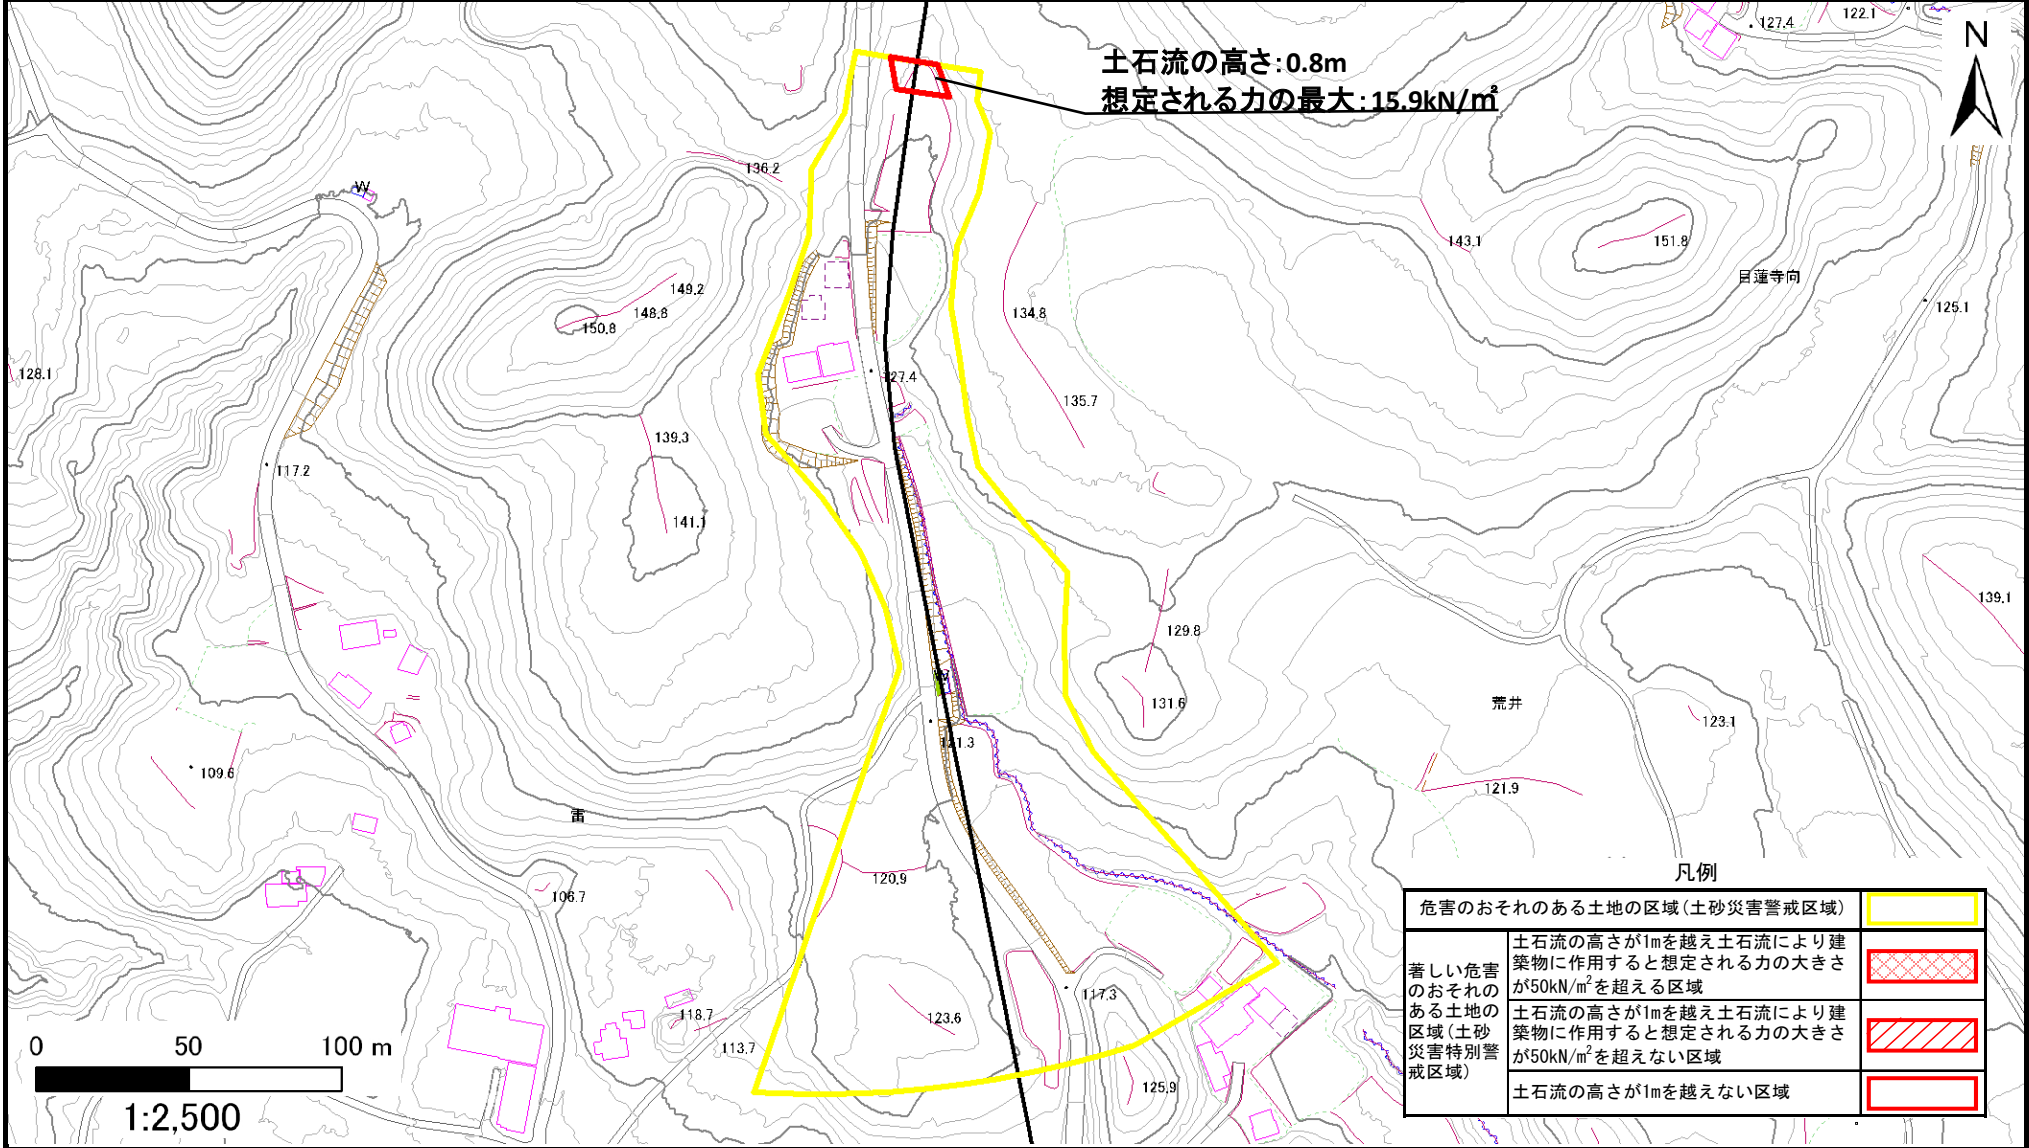 土石流の高さ:0.8m
想定される力の最大:15.9kN/㎡
N
127.4
122.1
136.2
W
143.1
151.8
目蓮寺向
125.1
149.2
148.8
150.8
134.8
128.1
127.4
135.7
139.3
117.2
141.1
139.1
129.8
W
131.6
荒井
123.1
121.3
109.6
121.9
雷
120.9
106.7
117.3
123.6
118.7
113.7
125.9
0 50 100 m
1:2,500
凡例
危害のおそれのある土地の区域(土砂災害警戒区域)
著しい危害
のおそれの
ある土地の
区域(土砂
災害特別警
戒区域)
土石流の高さが1mを越え土石流により建
築物に作用すると想定される力の大きさ
が50kN/m²を超える区域
土石流の高さが1mを越え土石流により建
築物に作用すると想定される力の大きさ
が50kN/m²を超えない区域
土石流の高さが1mを越えない区域